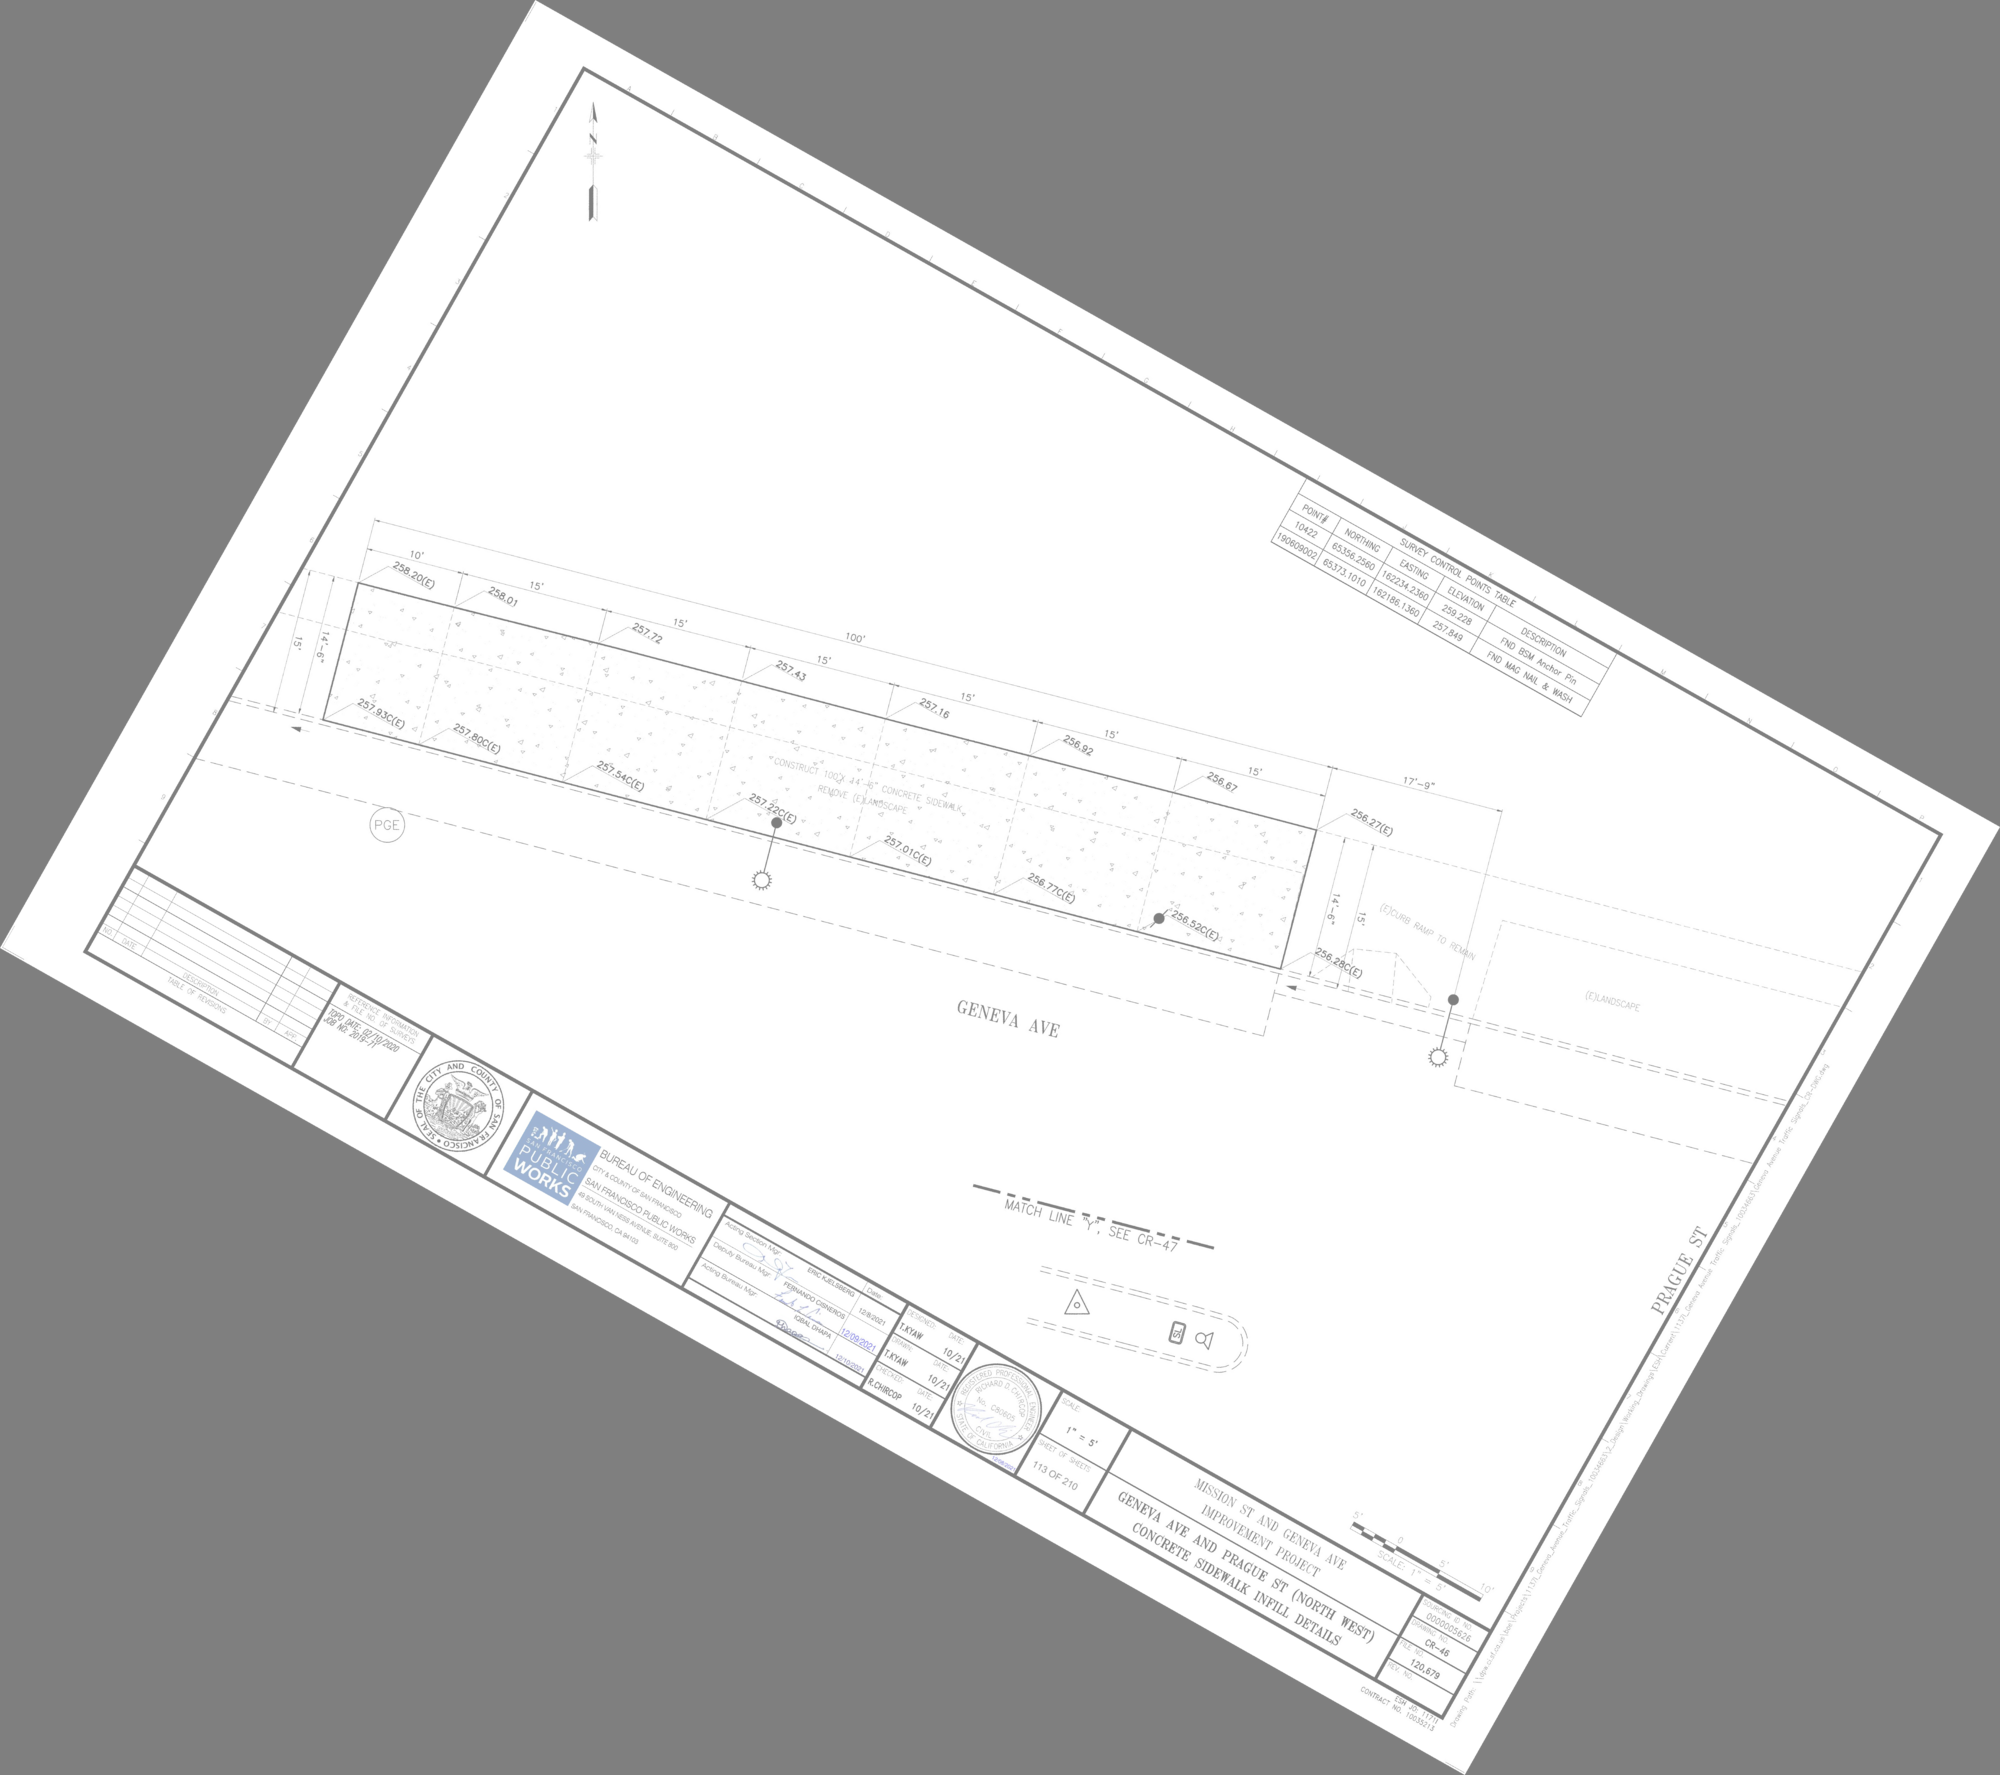 SURVEY CONTROL POINTS TABLE
POINT# NORTHING EASTING ELEVATION DESCRIPTION
10422 65356.2560 162234.2360 259.228 FND BSM Anchor Pin
190609002 65373.1010 162186.1360 257.849 FND MAG NAIL & WASH
100'
10'
15'
15'
15'
15'
15'
15'
17'-9"
258.20(E)
258.01
257.72
257.43
257.16
256.92
256.67
256.27(E)
15'
14'-6"
257.93C(E)
257.80C(E)
257.54C(E)
257.22C(E)
257.01C(E)
256.77C(E)
256.52C(E)
256.28C(E)
14'-6"
15'
CONSTRUCT 100'X 14'-6" CONCRETE SIDEWALK,
REMOVE (E)LANDSCAPE
(E)CURB RAMP TO REMAIN
(E)LANDSCAPE
PGE
GENEVA AVE
MATCH LINE "Y", SEE CR-47
PRAGUE ST
NO.
DATE
DESCRIPTION
BY
APP.
TABLE OF REVISIONS
REFERENCE INFORMATION
& FILE NO. OF SURVEYS
TOPO DATE: 02/10/2020
JOB NO: 2019-71
SEAL OF THE CITY AND COUNTY OF SAN FRANCISCO
SAN FRANCISCO
PUBLIC
WORKS
BUREAU OF ENGINEERING
CITY & COUNTY OF SAN FRANCISCO
SAN FRANCISCO PUBLIC WORKS
49 SOUTH VAN NESS AVENUE, SUITE 800
SAN FRANCISCO, CA 94103
Acting Section Mgr.
ERIC KJELSBERG
Date:
12/8/2021
Deputy Bureau Mgr.
FERNANDO CISNEROS
12/09/2021
Acting Bureau Mgr.
IQBAL DHAPA
12/10/2021
DESIGNED: DATE:
T.KYAW 10/21
DRAWN: DATE:
T.KYAW 10/21
CHECKED: DATE:
R.CHIRCOP 10/21
REGISTERED PROFESSIONAL ENGINEER
RICHARD D. CHIRCOP
No. C80605
CIVIL
STATE OF CALIFORNIA
SCALE:
1" = 5'
SHEET OF SHEETS
113 OF 210
MISSION ST AND GENEVA AVE
IMPROVEMENT PROJECT
GENEVA AVE AND PRAGUE ST (NORTH WEST)
CONCRETE SIDEWALK INFILL DETAILS
5' 0 5' 10'
SCALE: 1" = 5'
SOURCING ID NO.
0000005626
DRAWING NO.
CR-46
FILE NO.
120,679
REV. NO.
ESM JO: 1171I
CONTRACT NO. 10035213